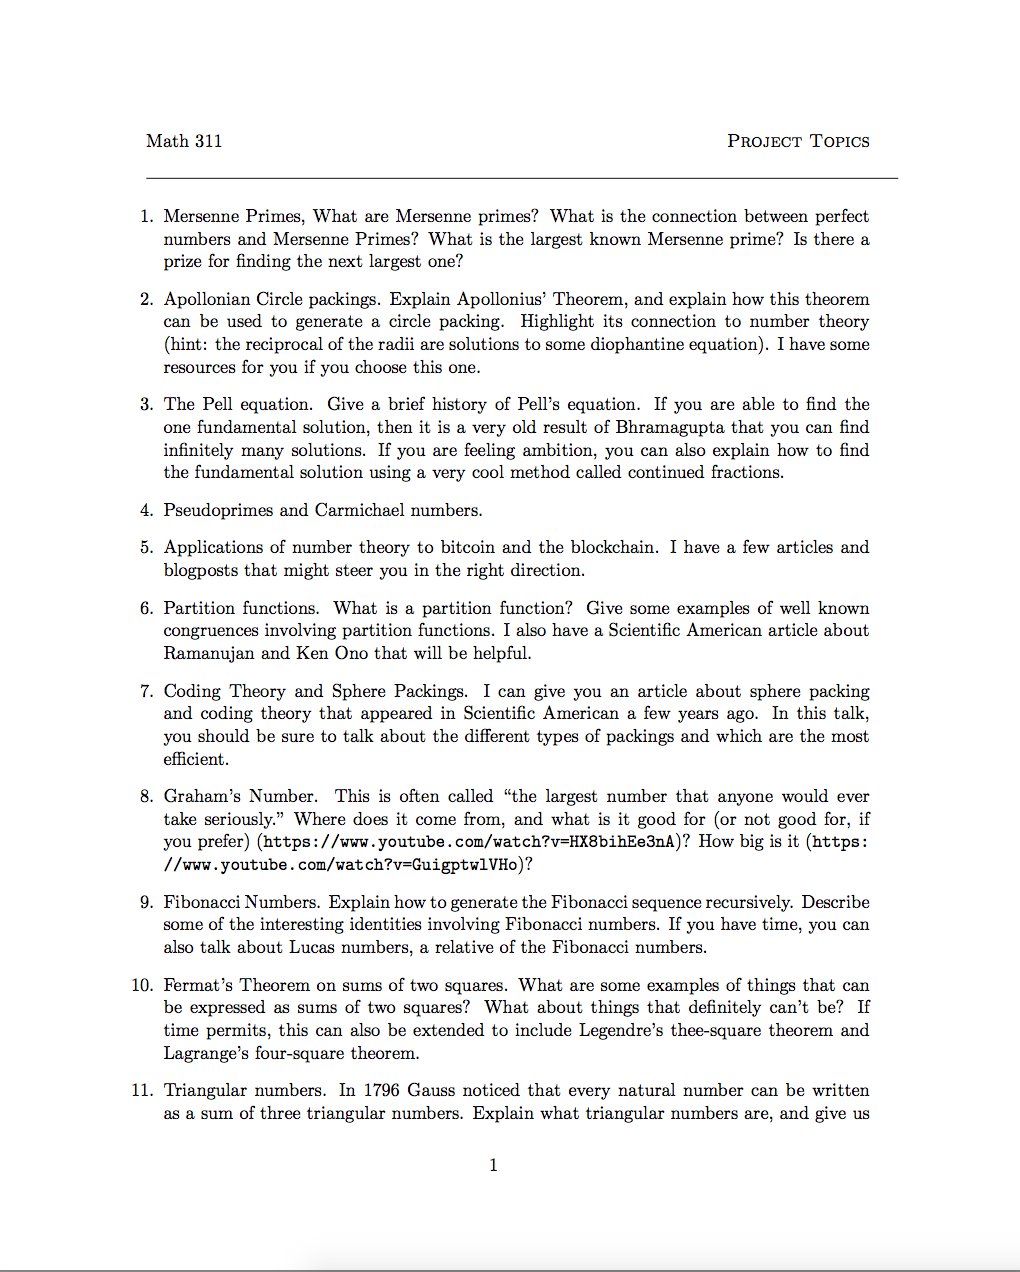 Math 311
PROJECT TOPICS
1. Mersenne Primes, What are Mersenne primes? What is the connection between perfect
numbers and Mersenne Primes? What is the largest known Mersenne prime? Is there a
prize for finding the next largest one?
2. Apollonian Circle packings. Explain Apollonius' Theorem, and explain how this theorem
can be used to generate a circle packing. Highlight its connection to number theory
(hint: the reciprocal of the radii are solutions to some diophantine equation). I have some
resources for you if you choose this one.
3. The Pell equation. Give a brief history of Pell's equation. If you are able to find the
one fundamental solution, then it is a very old result of Bhramagupta that you can find
infinitely many solutions. If you are feeling ambition, you can also explain how to find
the fundamental solution using a very cool method called continued fractions.
4. Pseudoprimes and Carmichael numbers.
5. Applications of number theory to bitcoin and the blockchain. I have a few articles and
blogposts that might steer you in the right direction.
6. Partition functions. What is a partition function? Give some examples of well known
congruences involving partition functions. I also have a Scientific American article about
Ramanujan and Ken Ono that will be helpful.
7. Coding Theory and Sphere Packings. I can give you an article about sphere packing
and coding theory that appeared in Scientific American a few years ago. In this talk,
you should be sure to talk about the different types of packings and which are the most
efficient.
8. Graham's Number. This is often called “the largest number that anyone would ever
take seriously.” Where does it come from, and what is it good for (or not good for, if
you prefer) (https://www.youtube.com/watch?v=HX8bihEe3nA)? How big is it (https:
//www.youtube.com/watch?v=GuigptwlVHo)?
9. Fibonacci Numbers. Explain how to generate the Fibonacci sequence recursively. Describe
some of the interesting identities involving Fibonacci numbers. If you have time, you can
also talk about Lucas numbers, a relative of the Fibonacci numbers.
10. Fermat's Theorem on sums of two squares. What are some examples of things that can
be expressed as sums of two squares? What about things that definitely can't be? If
time permits, this can also be extended to include Legendre's thee-square theorem and
Lagrange's four-square theorem.
11. Triangular numbers. In 1796 Gauss noticed that every natural number can be written
as a sum of three triangular numbers. Explain what triangular numbers are, and give us
1